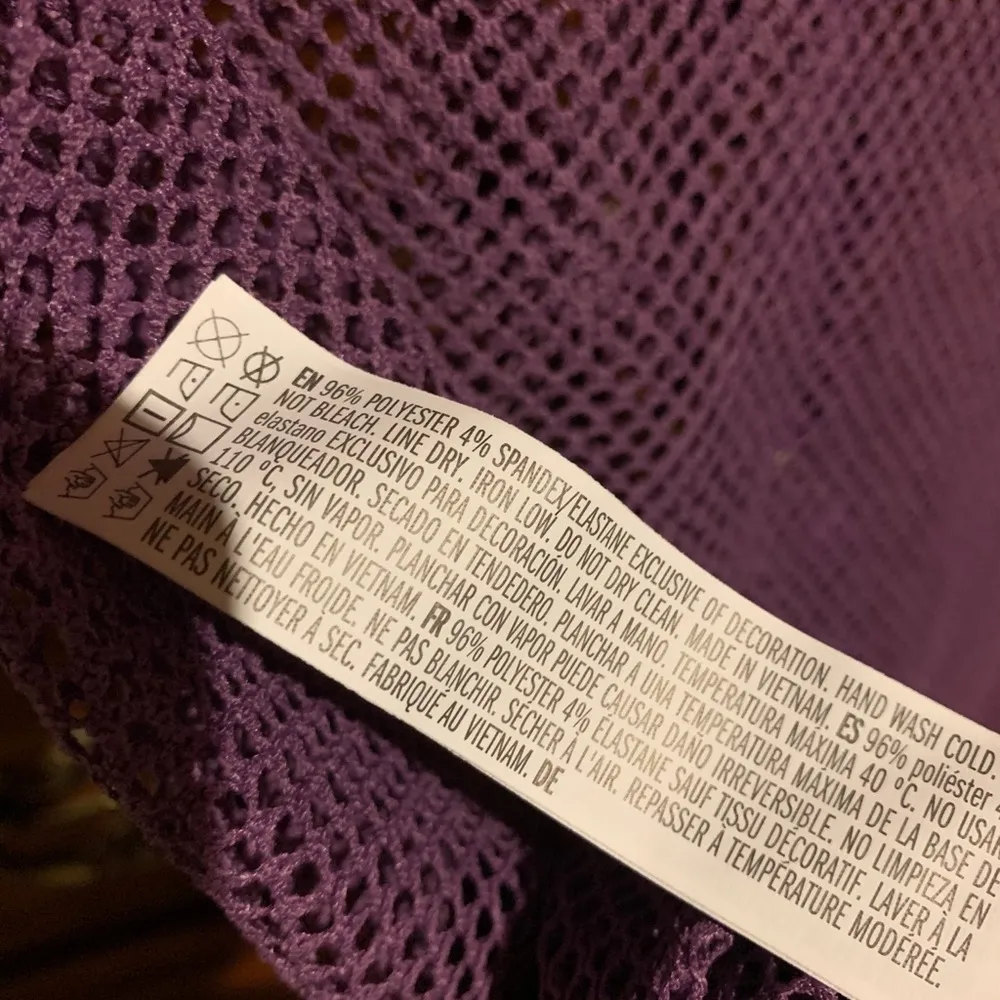 EN 96% POLYESTER 4% SPANDEX/ELASTANE EXCLUSIVE OF DECORATION. HAND WASH COLD.
NOT BLEACH. LINE DRY. IRON LOW. DO NOT DRY CLEAN. MADE IN VIETNAM. ES 96% poliéster
elastano EXCLUSIVO PARA DECORACIÓN. LAVAR A MANO. TEMPERATURA MAXIMA 40 ºC. NO USAR
BLANQUEADOR. SECADO EN TENDEDERO. PLANCHAR A UNA TEMPERATURA MAXIMA DE LA BASE DE
110 ºC, SIN VAPOR. PLANCHAR CON VAPOR PUEDE CAUSAR DAÑO IRREVERSIBLE. NO LIMPIEZA EN
SECO. HECHO EN VIETNAM. FR 96% POLYESTER 4% ÉLASTANE SAUF TISSU DÉCORATIF. LAVER À LA
MAIN À L'EAU FROIDE. NE PAS BLANCHIR. SÉCHER À L'AIR. REPASSER À TEMPÉRATURE MODÉRÉE.
NE PAS NETTOYER À SEC. FABRIQUÉ AU VIETNAM. DE